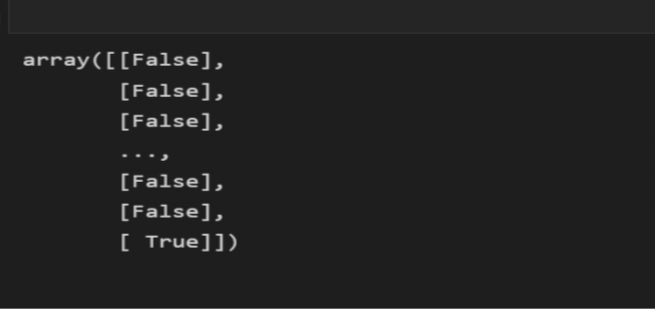 array([[False],
[False],
[False],
...,
[False],
[False],
[ True]])